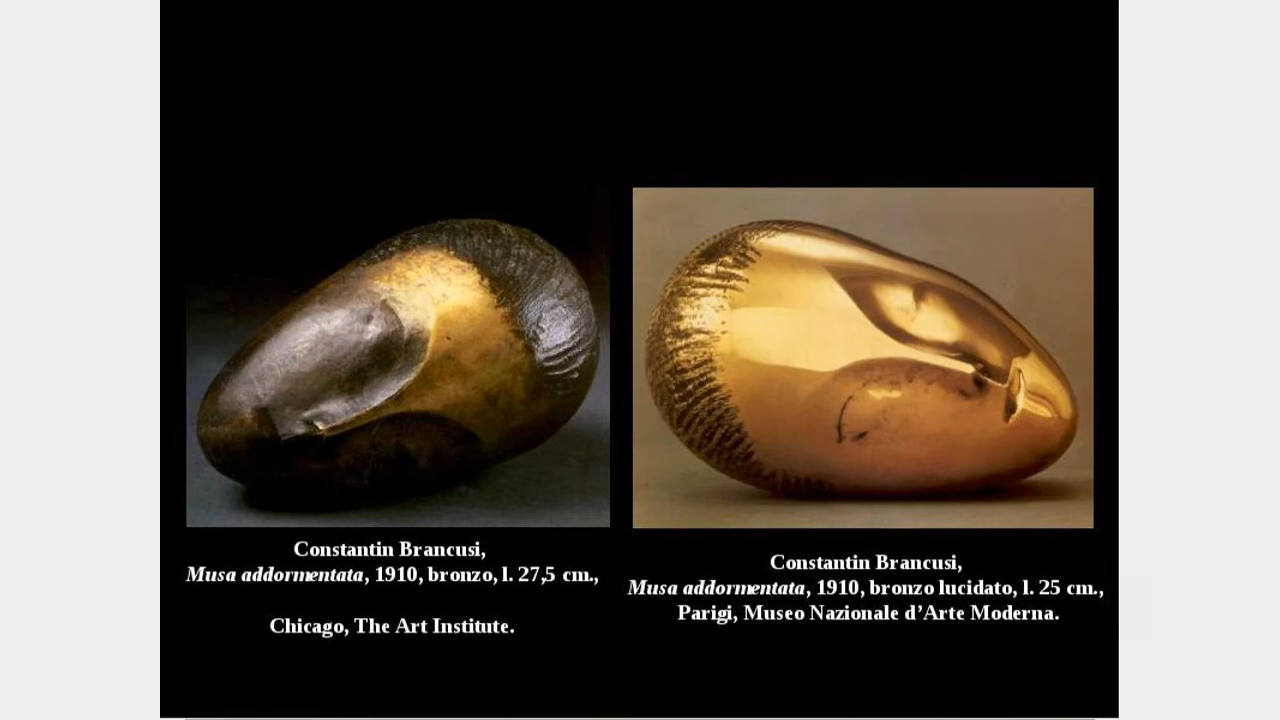 Constantin Brancusi,
Musa addormentata, 1910, bronzo, l. 27,5 cm.,
Chicago, The Art Institute.
Constantin Brancusi,
Musa addormentata, 1910, bronzo lucidato, l. 25 cm.,
Parigi, Museo Nazionale d’Arte Moderna.